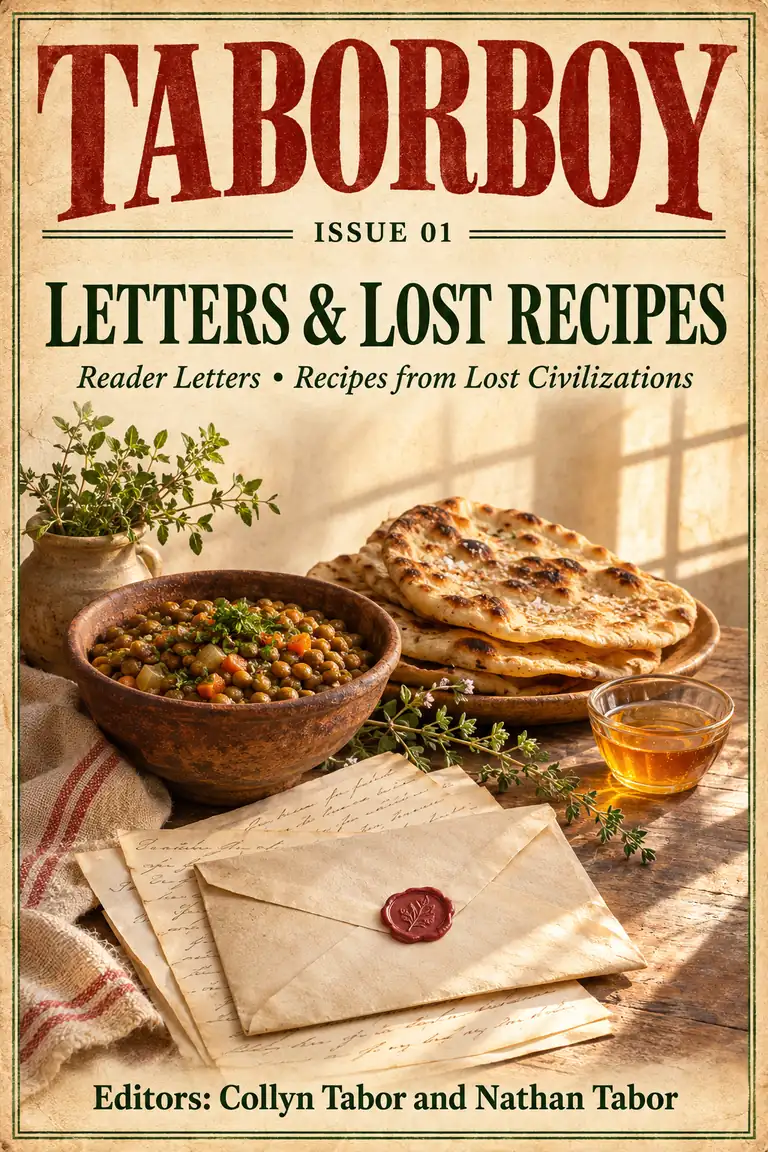 TABORBOY
ISSUE 01
LETTERS & LOST RECIPES
Reader Letters • Recipes from Lost Civilizations
Editors: Collyn Tabor and Nathan Tabor